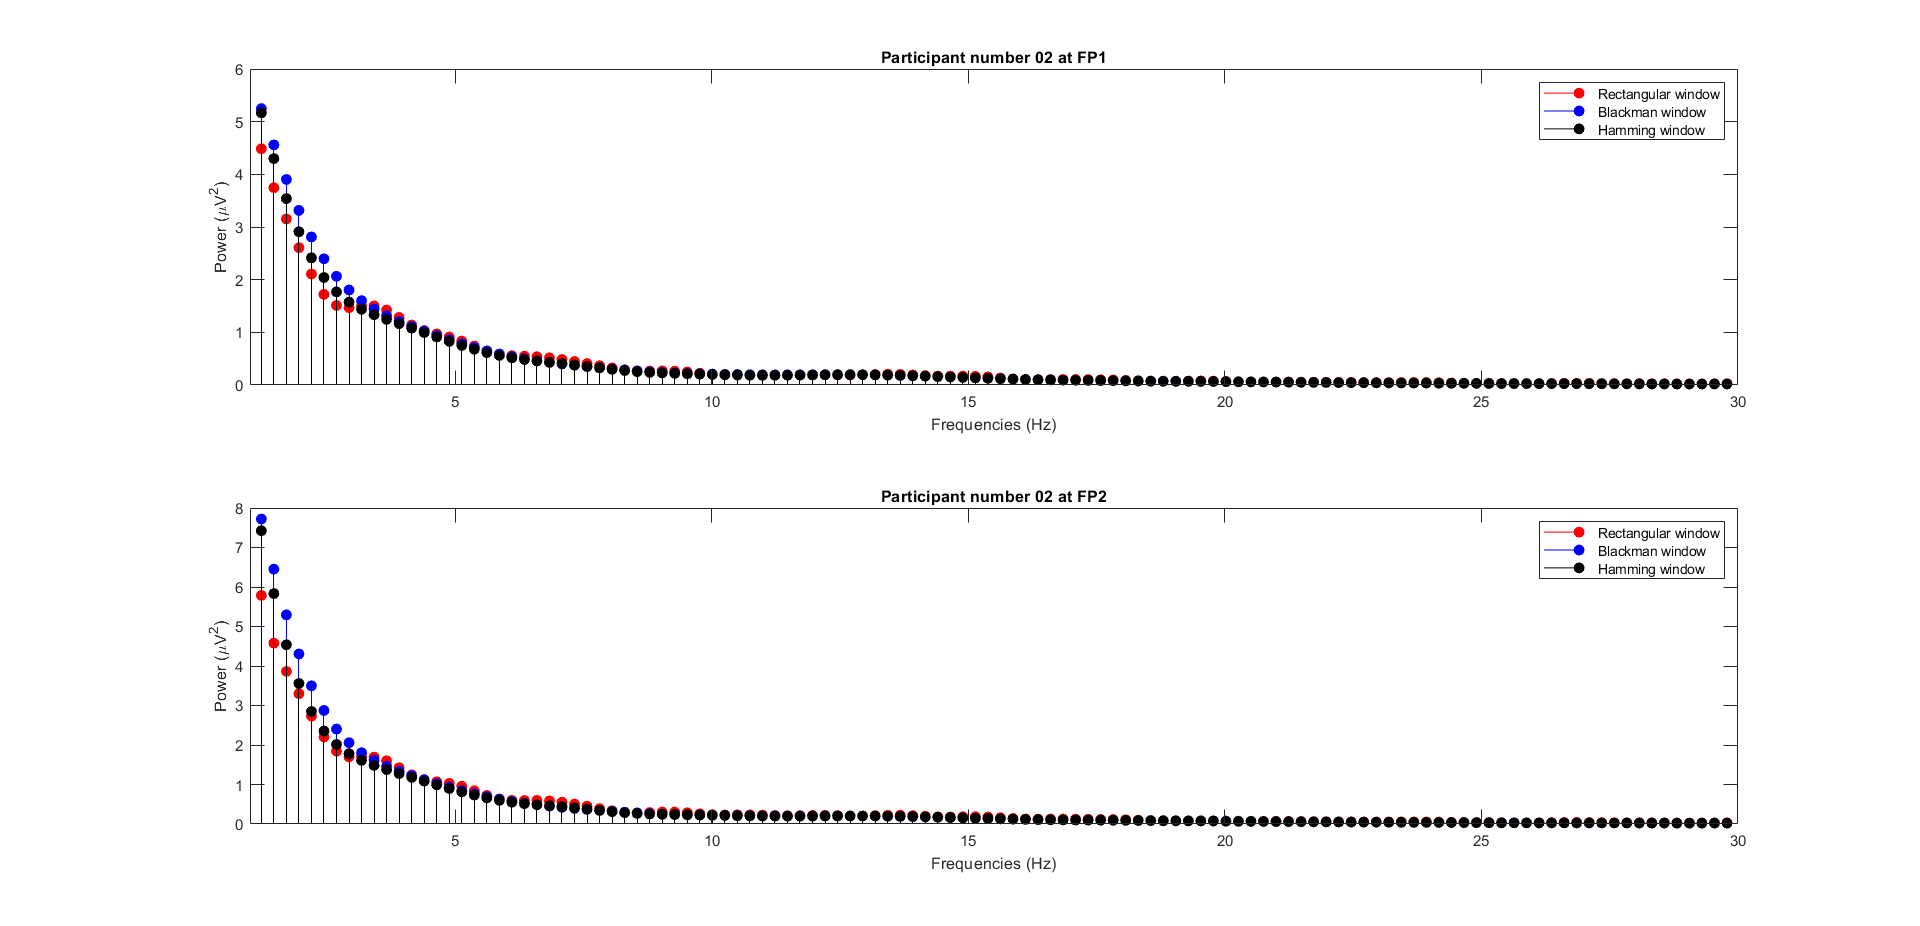 Participant number 02 at FP1
6
5
4
3
2
1
0
Power (μV²)
Rectangular window
Blackman window
Hamming window
5 10 15 20 25 30
Frequencies (Hz)
Participant number 02 at FP2
8
7
6
5
4
3
2
1
0
Power (μV²)
Rectangular window
Blackman window
Hamming window
5 10 15 20 25 30
Frequencies (Hz)